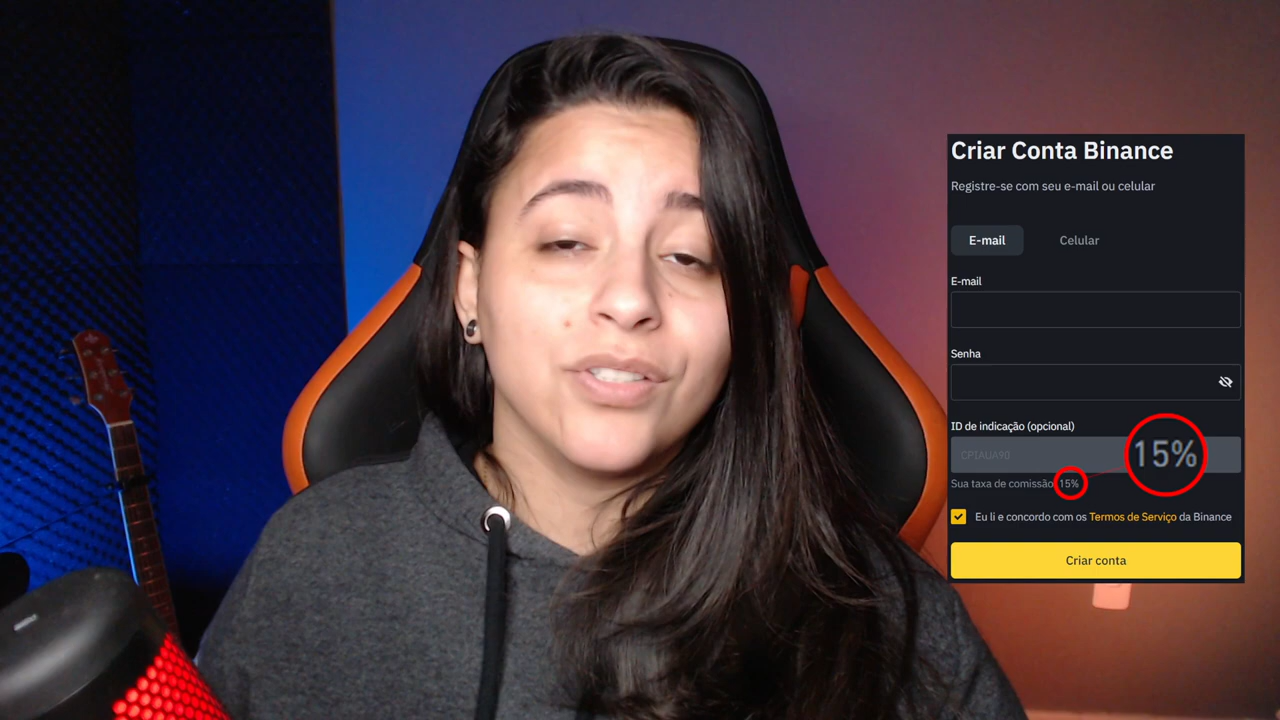 Criar Conta Binance
Registre-se com seu e-mail ou celular
E-mail Celular
E-mail
Senha
ID de indicação (opcional)
15%
Sua taxa de comissão 15%
Eu li e concordo com os Termos de Serviço da Binance
Criar conta